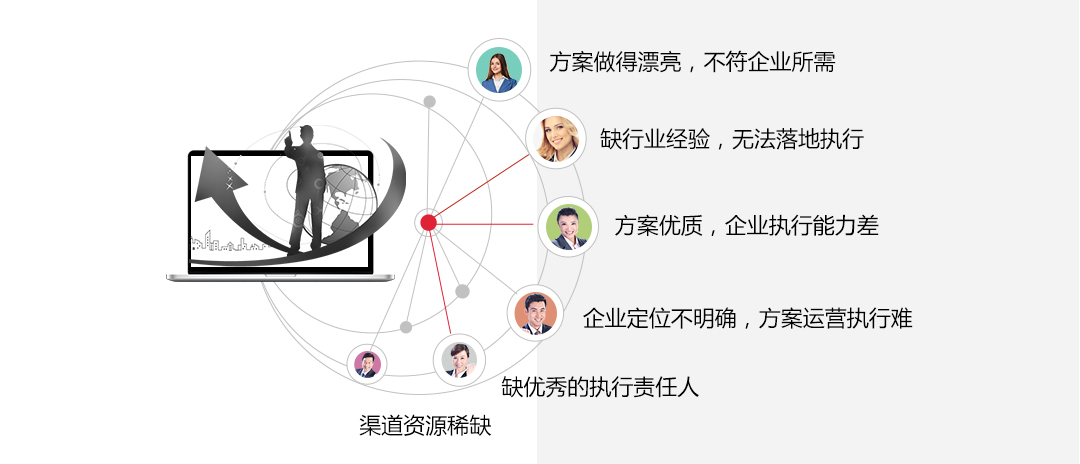 方案做得漂亮，不符企业所需
缺行业经验，无法落地执行
方案优质，企业执行能力差
企业定位不明确，方案运营执行难
缺优秀的执行责任人
渠道资源稀缺